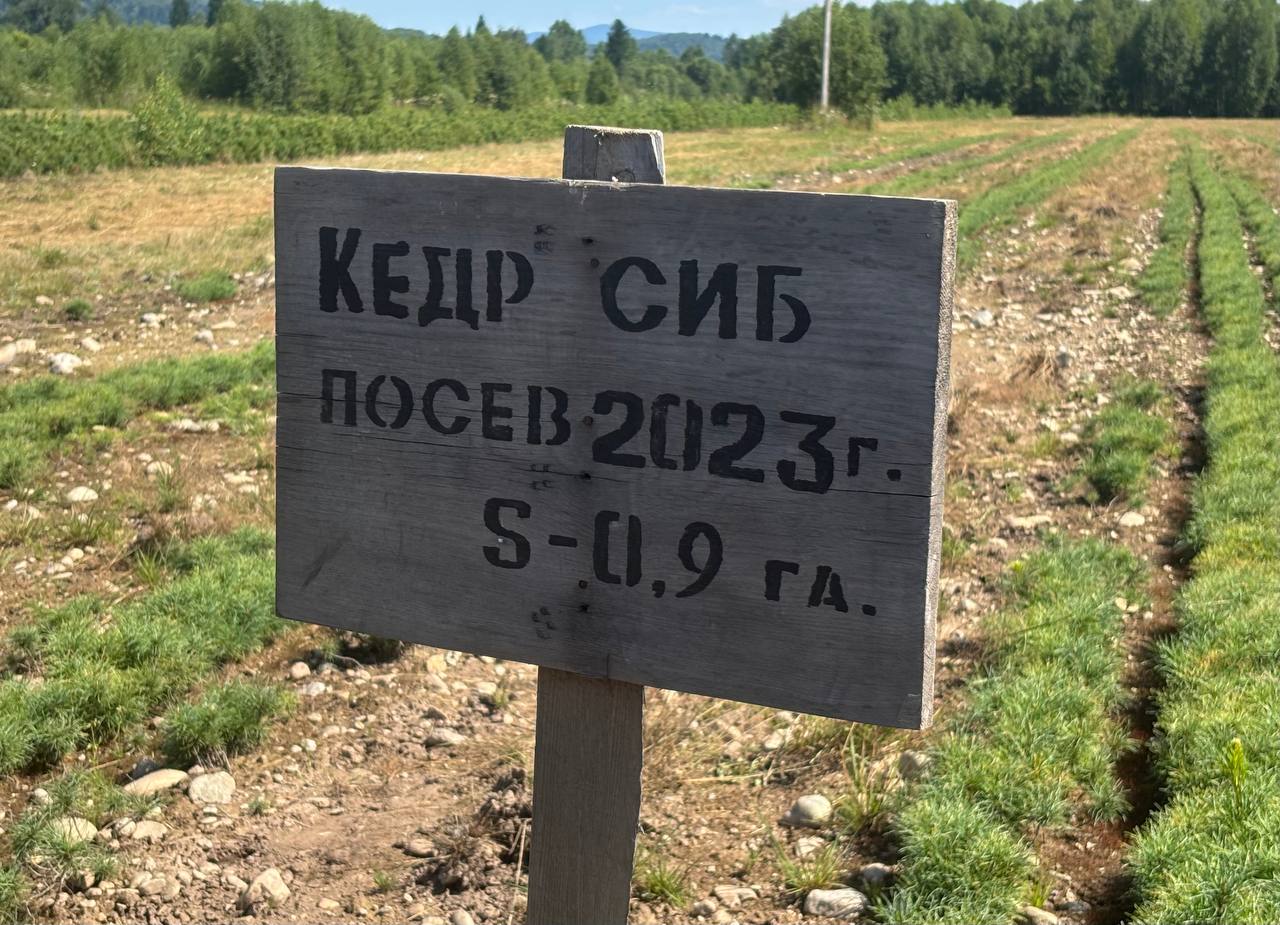 КЕДР СИБ
ПОСЕВ 2023 г.
S-0,9 га.